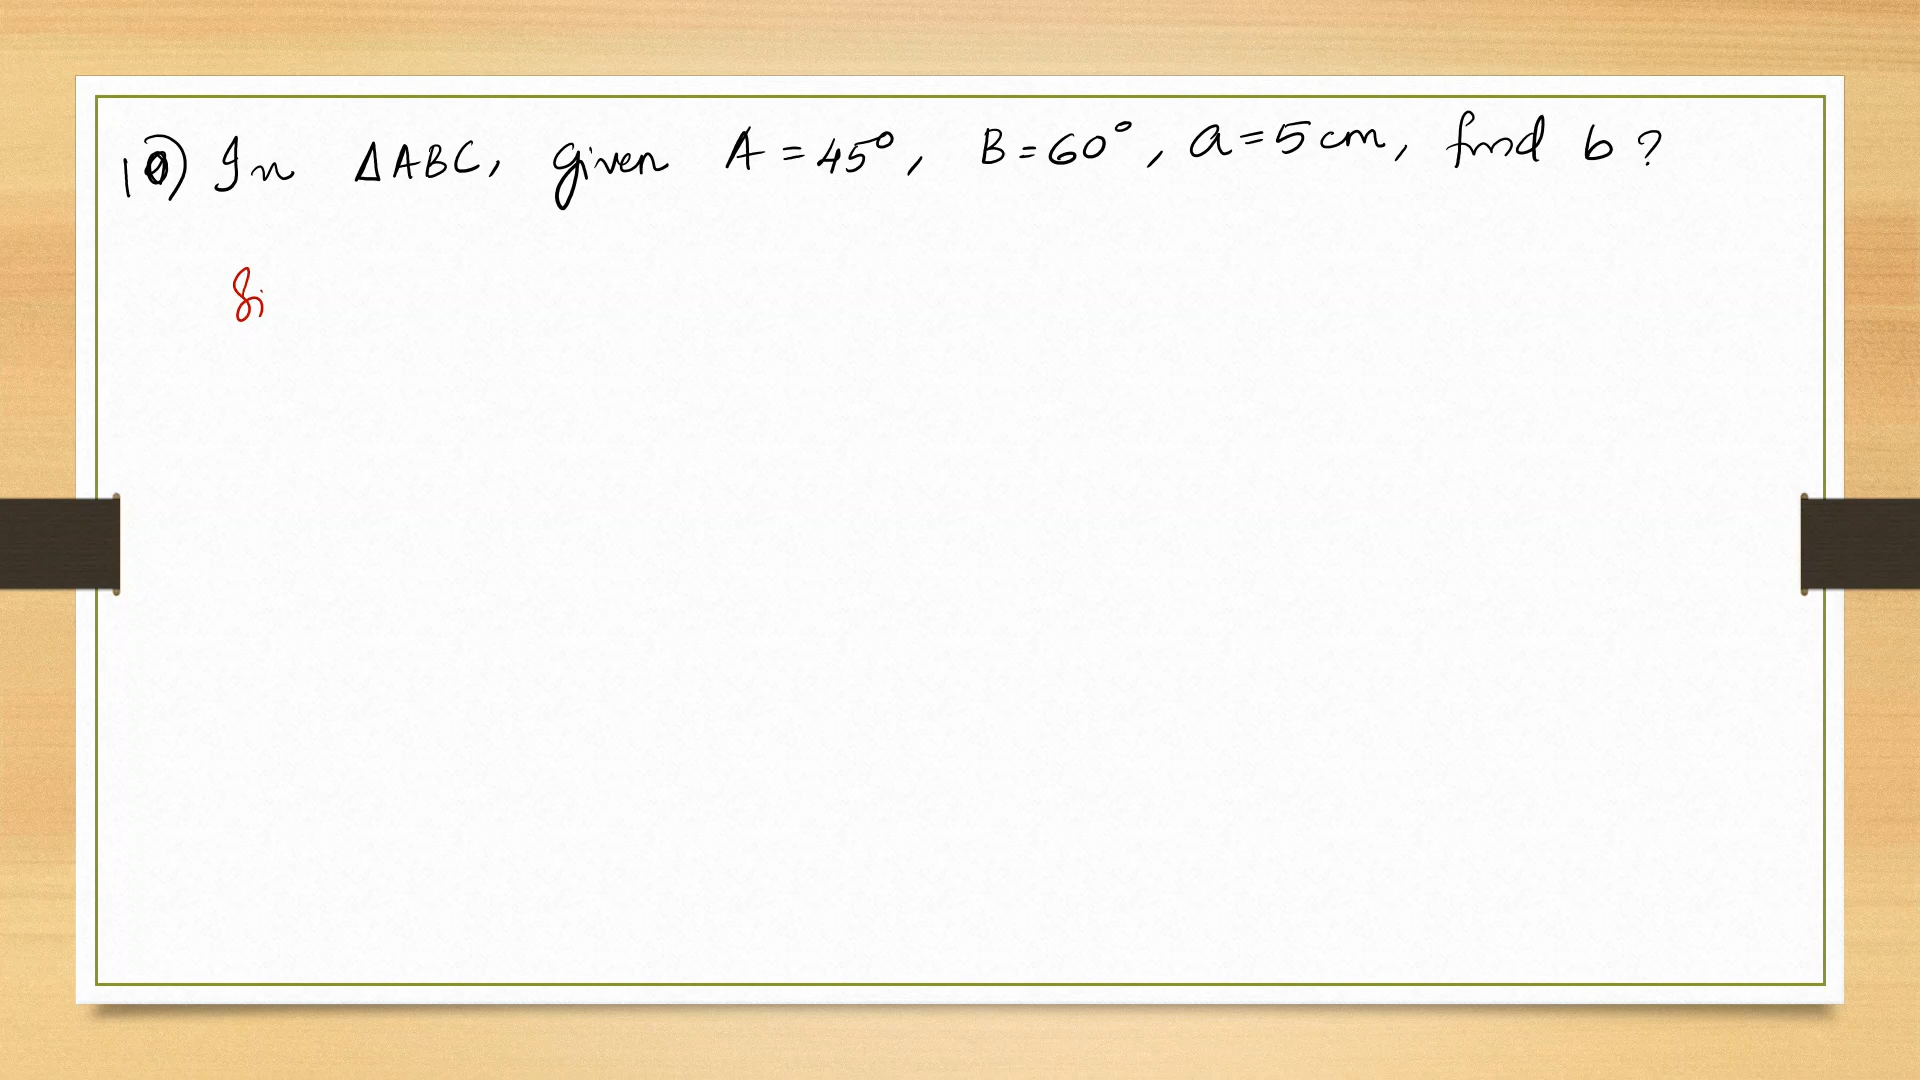 10) In ΔABC, given A = 45°, B = 60°, a = 5 cm, find b ?
Si